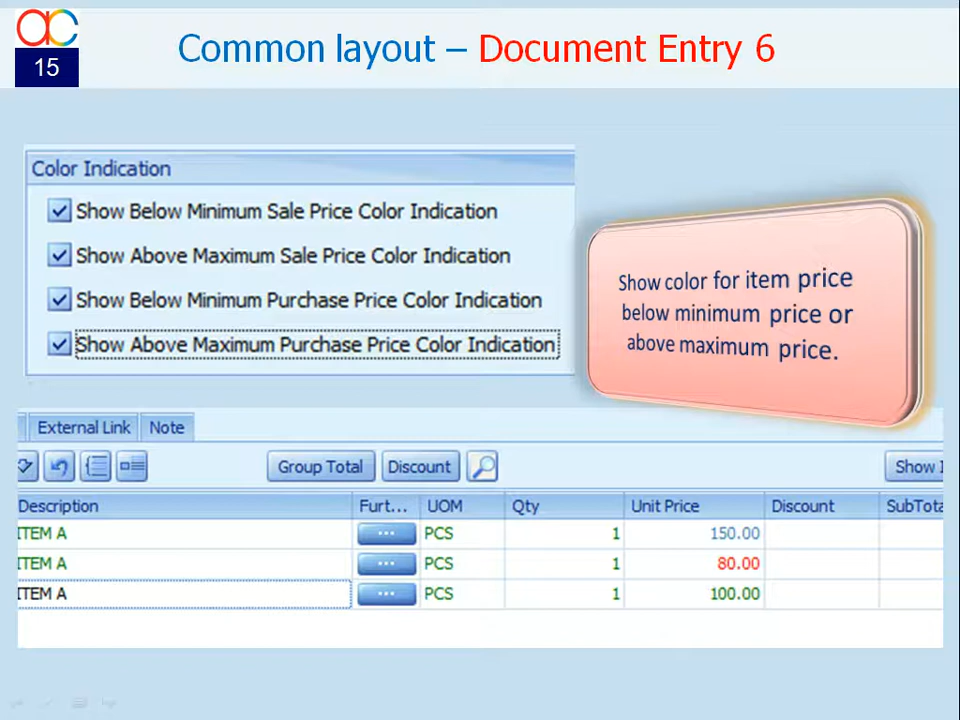 ac
15
Common layout – Document Entry 6
Color Indication
Show Below Minimum Sale Price Color Indication
Show Above Maximum Sale Price Color Indication
Show Below Minimum Purchase Price Color Indication
Show Above Maximum Purchase Price Color Indication
Show color for item price
below minimum price or
above maximum price.
External Link Note
Group Total Discount Show
Description Furt... UOM Qty Unit Price Discount SubTota
ITEM A ... PCS 1 150.00
ITEM A ... PCS 1 80.00
ITEM A ... PCS 1 100.00